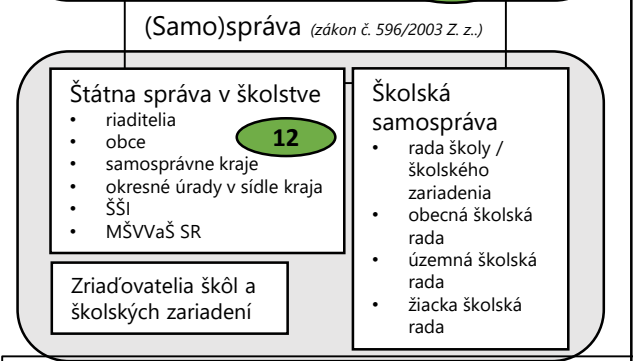 (Samo)správa (zákon č. 596/2003 Z. z..)
Štátna správa v školstve
• riaditelia
• obce
12
• samosprávne kraje
• okresné úrady v sídle kraja
• ŠŠI
• MŠVVaŠ SR
Zriaďovatelia škôl a
školských zariadení
Školská
samospráva
• rada školy /
školského
zariadenia
• obecná školská
rada
• územná školská
rada
• žiacka školská
rada